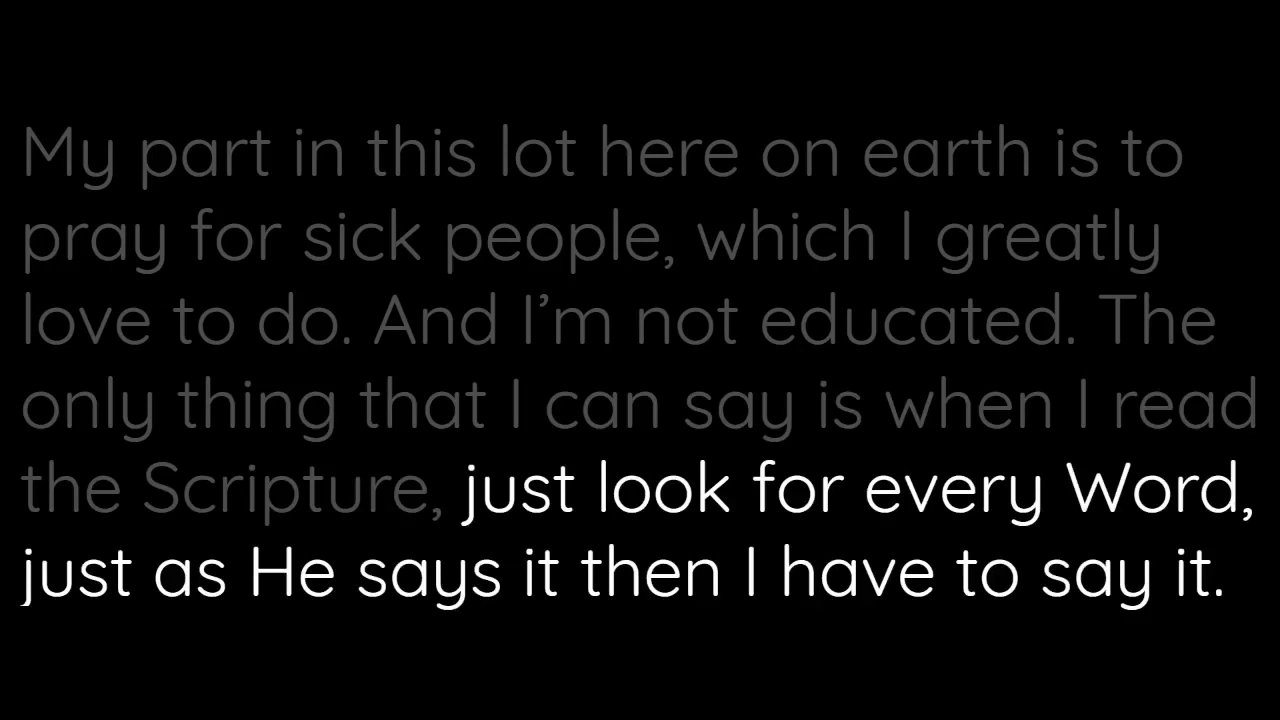 My part in this lot here on earth is to
pray for sick people, which I greatly
love to do. And I’m not educated. The
only thing that I can say is when I read
the Scripture, just look for every Word,
just as He says it then I have to say it.